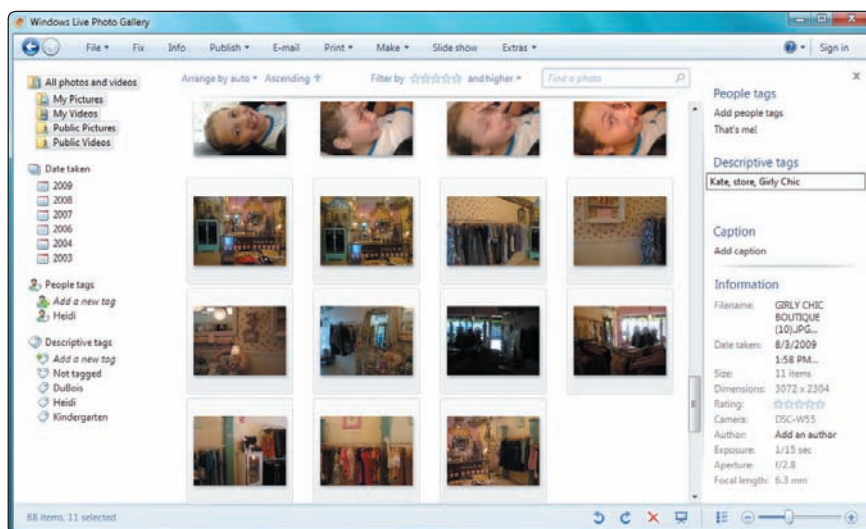 Windows Live Photo Gallery
File Fix Info Publish E-mail Print Make Slide show Extras Sign in
All photos and videos
My Pictures
My Videos
Public Pictures
Public Videos
Date taken
2009
2008
2007
2006
2004
2003
People tags
Add a new tag
Heidi
Descriptive tags
Add a new tag
Not tagged
DuBois
Heidi
Kindergarten
Arrange by auto Ascending Filter by and higher Find a photo
People tags
Add people tags
That's me!
Descriptive tags
Kate, store, Girly Chic
Caption
Add caption
Information
Filename: GIRLY CHIC
BOUTIQUE
(10).JPG...
Date taken: 8/3/2009
1:58 PM...
Size: 11 items
Dimensions: 3072 x 2304
Rating:
Camera: DSC-W55
Author: Add an author
Exposure: 1/15 sec
Aperture: f/2.8
Focal length: 6.3 mm
88 items, 11 selected